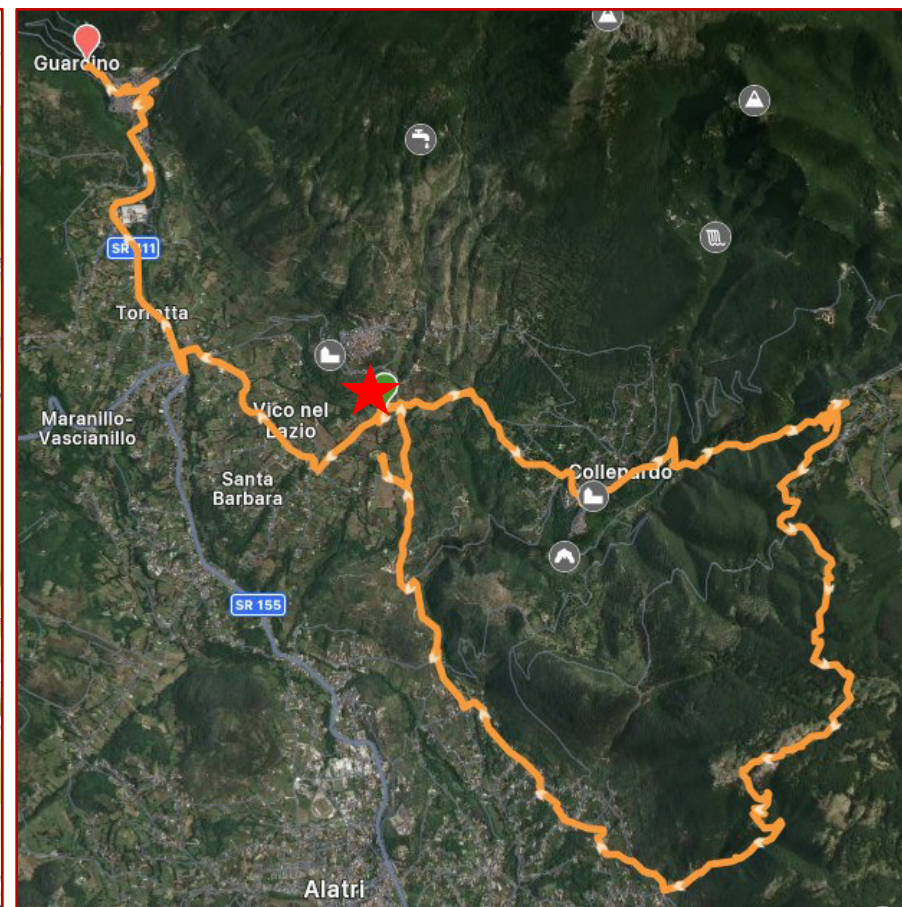 Guarcino
SR 411
Torretta
Maranillo-
Vascianillo
Vico nel
Lazio
Santa
Barbara
Collepardo
SR 155
Alatri